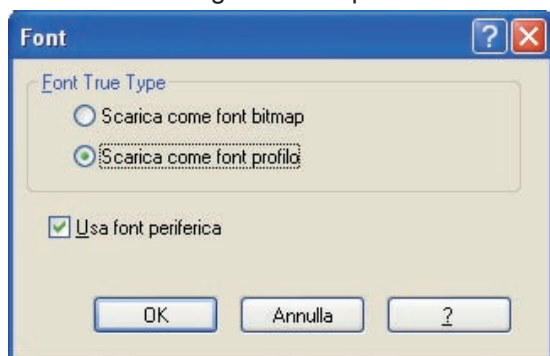 Font
Font True Type
Scarica come font bitmap
Scarica come font profilo
Usa font periferica
OK Annulla ?